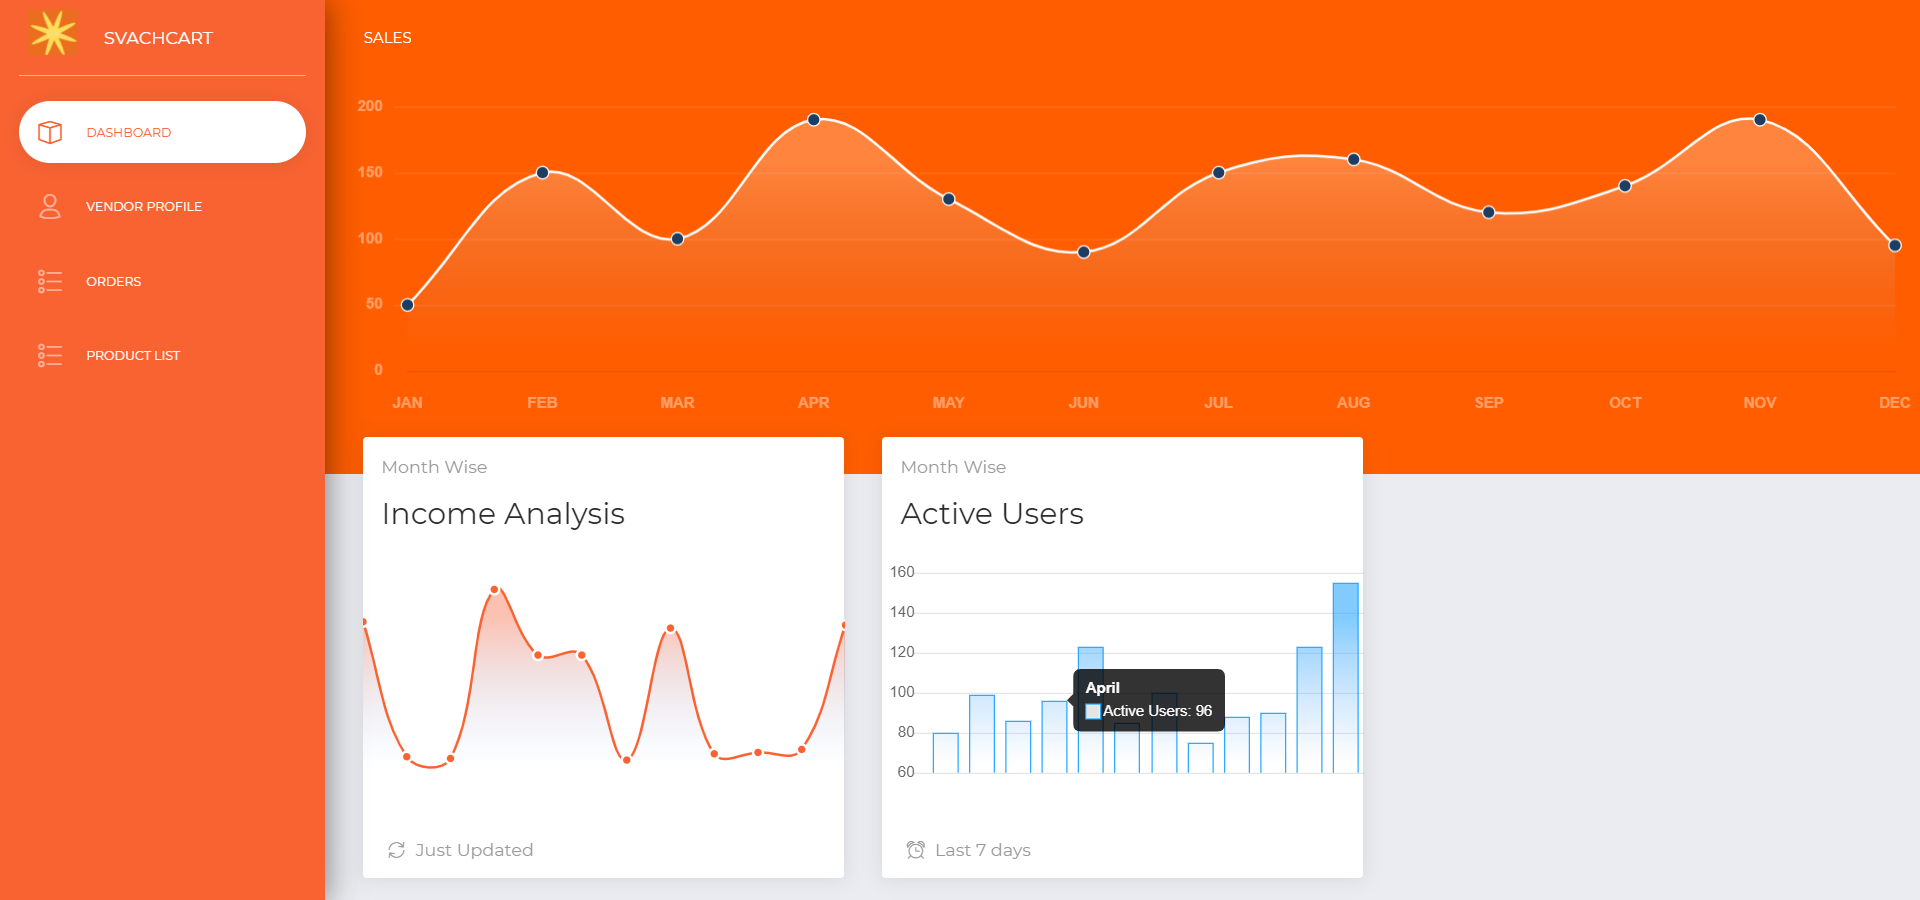 SVACHCART
DASHBOARD
VENDOR PROFILE
ORDERS
PRODUCT LIST
SALES
200
150
100
50
0
JAN FEB MAR APR MAY JUN JUL AUG SEP OCT NOV DEC
Month Wise
Income Analysis
Just Updated
Month Wise
Active Users
160
140
120
100
80
60
April
Active Users: 96
Last 7 days